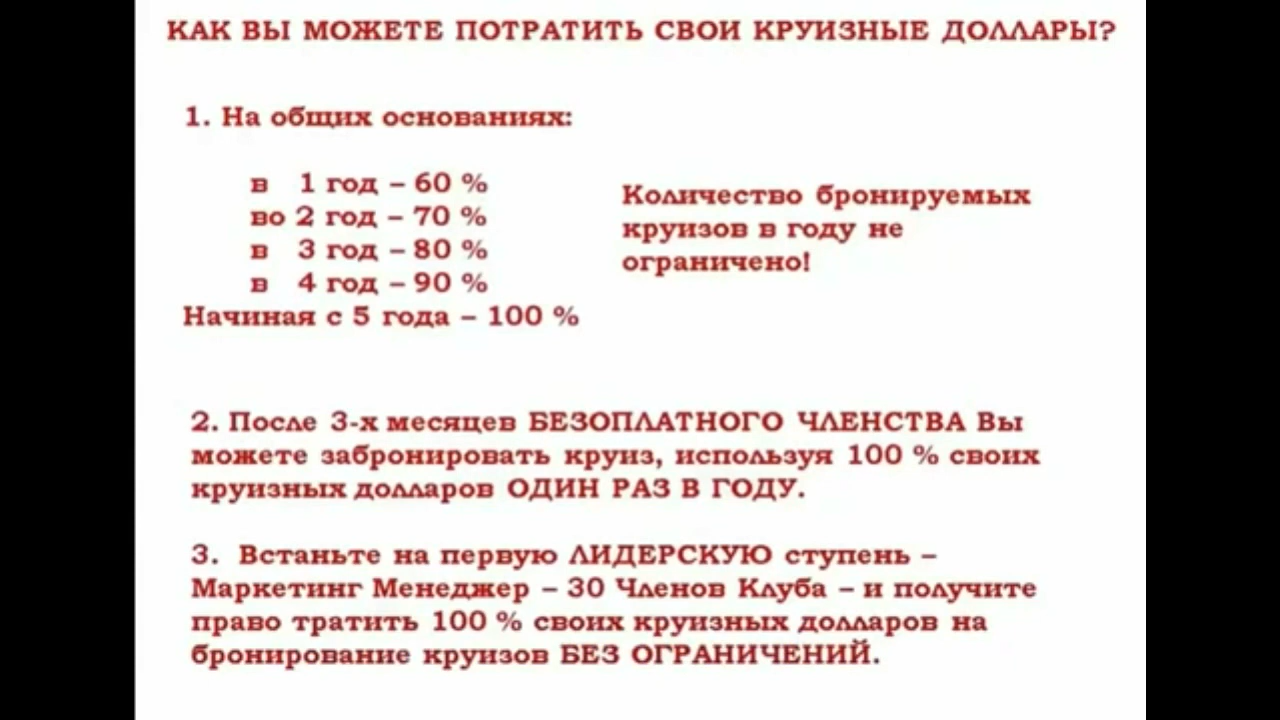 КАК ВЫ МОЖЕТЕ ПОТРАТИТЬ СВОИ КРУИЗНЫЕ ДОЛЛАРЫ?
1. На общих основаниях:
в 1 год – 60 %
во 2 год – 70 %
в 3 год – 80 %
в 4 год – 90 %
Начиная с 5 года – 100 %
Количество бронируемых
круизов в году не
ограничено!
2. После 3-х месяцев БЕЗОПЛАТНОГО ЧЛЕНСТВА Вы
можете забронировать круиз, используя 100 % своих
круизных долларов ОДИН РАЗ В ГОДУ.
3. Встаньте на первую ЛИДЕРСКУЮ ступень –
Маркетинг Менеджер – 30 Членов Клуба – и получите
право тратить 100 % своих круизных долларов на
бронирование круизов БЕЗ ОГРАНИЧЕНИЙ.